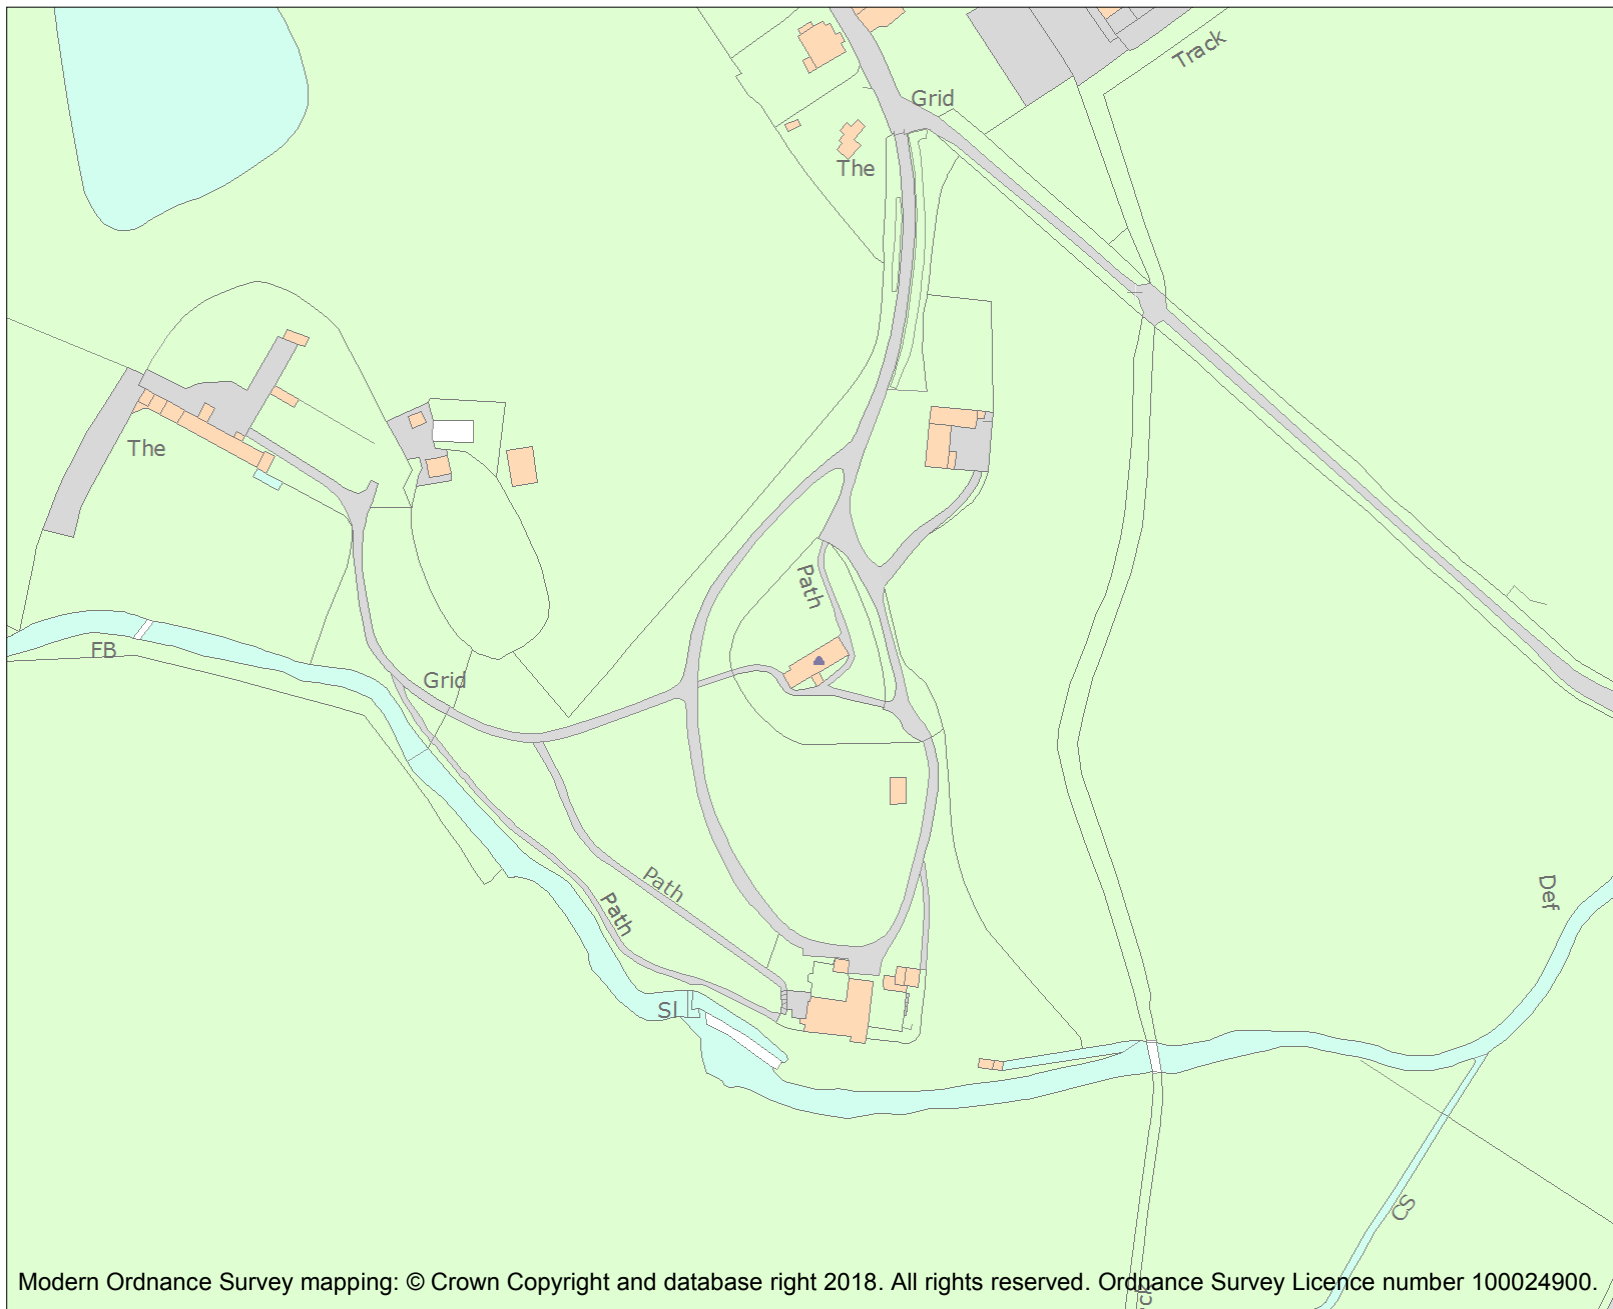 Track
Grid
The
The
Path
FB
Grid
Path
Path
Def
Sl
CS
Modern Ordnance Survey mapping: © Crown Copyright and database right 2018. All rights reserved. Ordnance Survey Licence number 100024900.